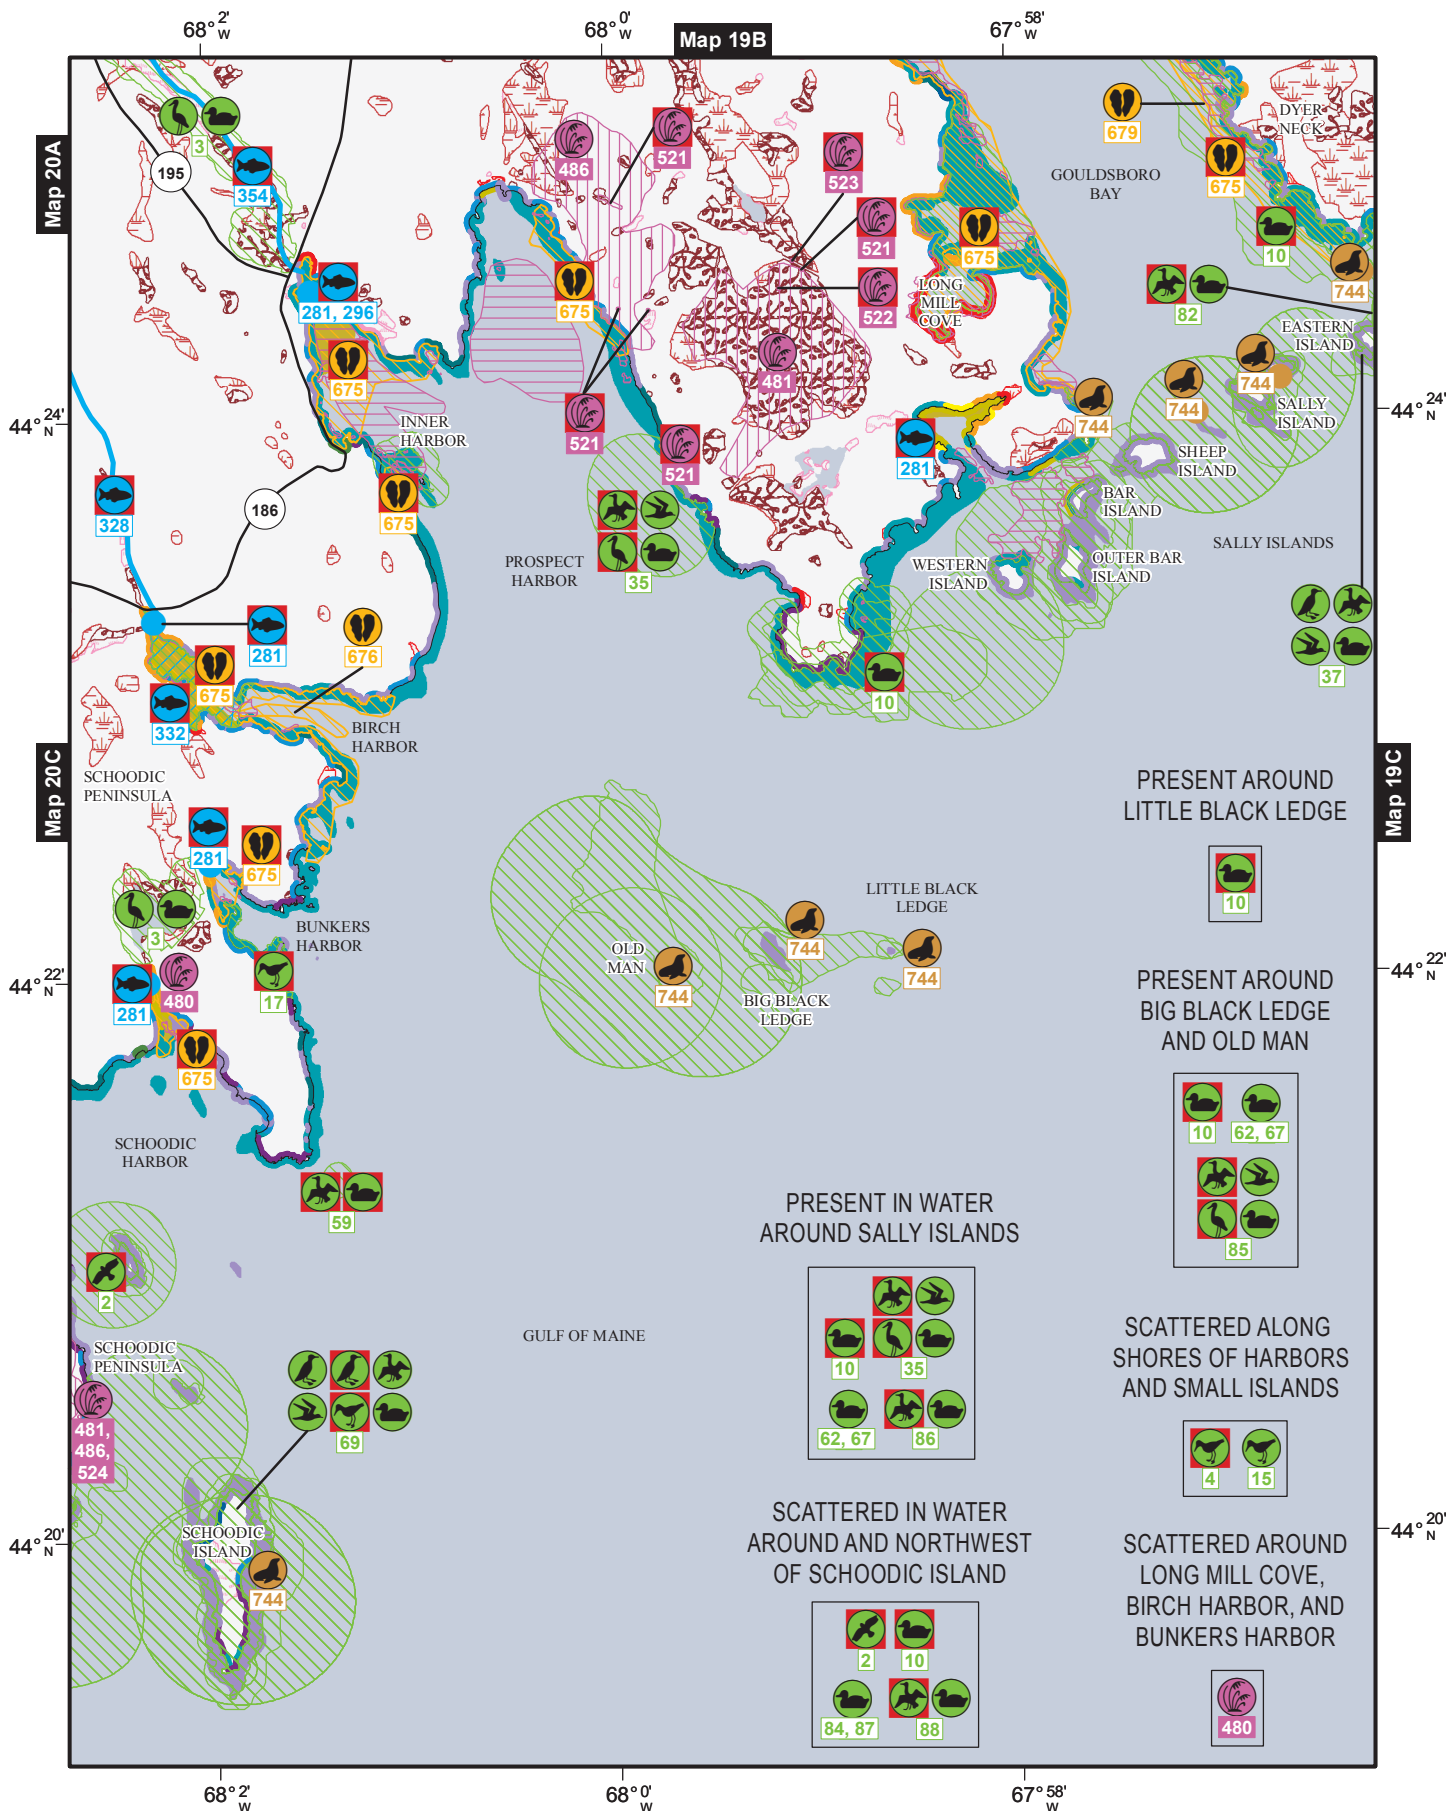 68° 2' W
68° 0' W
67° 58' W
Map 19B
Map 20A
Map 20C
Map 19C
44° 24' N
44° 22' N
44° 20' N
44° 24' N
44° 22' N
44° 20' N
3
195
354
486
521
523
521
522
679
675
DYER
NECK
GOULDSBORO
BAY
10
744
82
EASTERN
ISLAND
281, 296
675
675
675
LONG
MILL
COVE
481
744
744
744
SALLY
ISLAND
INNER
HARBOR
521
521
281
SHEEP
ISLAND
BAR
ISLAND
328
186
675
PROSPECT
HARBOR
35
WESTERN
ISLAND
OUTER BAR
ISLAND
SALLY ISLANDS
281
676
675
332
10
37
BIRCH
HARBOR
SCHOODIC
PENINSULA
281
675
3
BUNKERS
HARBOR
281
480
17
675
OLD
MAN
744
744
744
LITTLE BLACK
LEDGE
BIG BLACK
LEDGE
PRESENT AROUND
LITTLE BLACK LEDGE
10
PRESENT AROUND
BIG BLACK LEDGE
AND OLD MAN
10
62, 67
85
SCHOODIC
HARBOR
59
2
PRESENT IN WATER
AROUND SALLY ISLANDS
10
35
62, 67
86
GULF OF MAINE
SCHOODIC
PENINSULA
481,
486,
524
69
SCHOODIC
ISLAND
744
SCATTERED ALONG
SHORES OF HARBORS
AND SMALL ISLANDS
4
15
SCATTERED IN WATER
AROUND AND NORTHWEST
OF SCHOODIC ISLAND
2
10
84, 87
88
SCATTERED AROUND
LONG MILL COVE,
BIRCH HARBOR, AND
BUNKERS HARBOR
480
68° 2' W
68° 0' W
67° 58' W